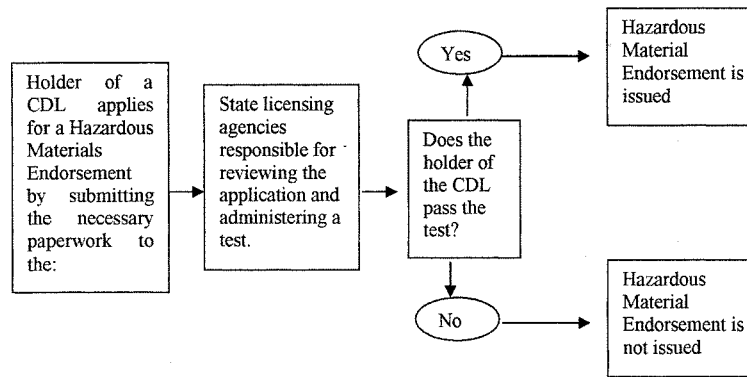 Holder of a
CDL applies
for a Hazardous
Materials
Endorsement
by submitting
the necessary
paperwork to
the:
State licensing
agencies
responsible for
reviewing the
application and
administering a
test.
Does the
holder of
the CDL
pass the
test?
Yes
Hazardous
Material
Endorsement is
issued
No
Hazardous
Material
Endorsement is
not issued